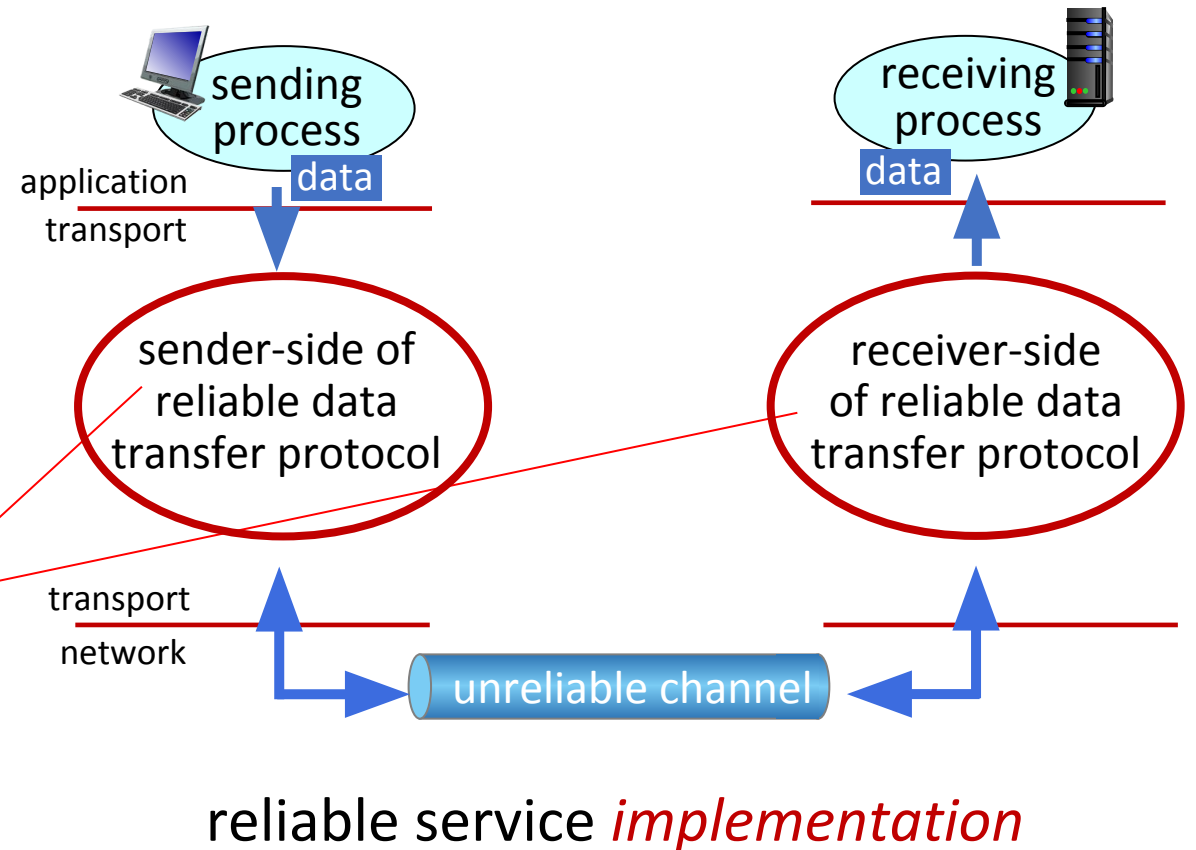 sending
process
data
application
transport
receiving
process
data
sender-side of
reliable data
transfer protocol
receiver-side
of reliable data
transfer protocol
transport
network
unreliable channel
reliable service implementation